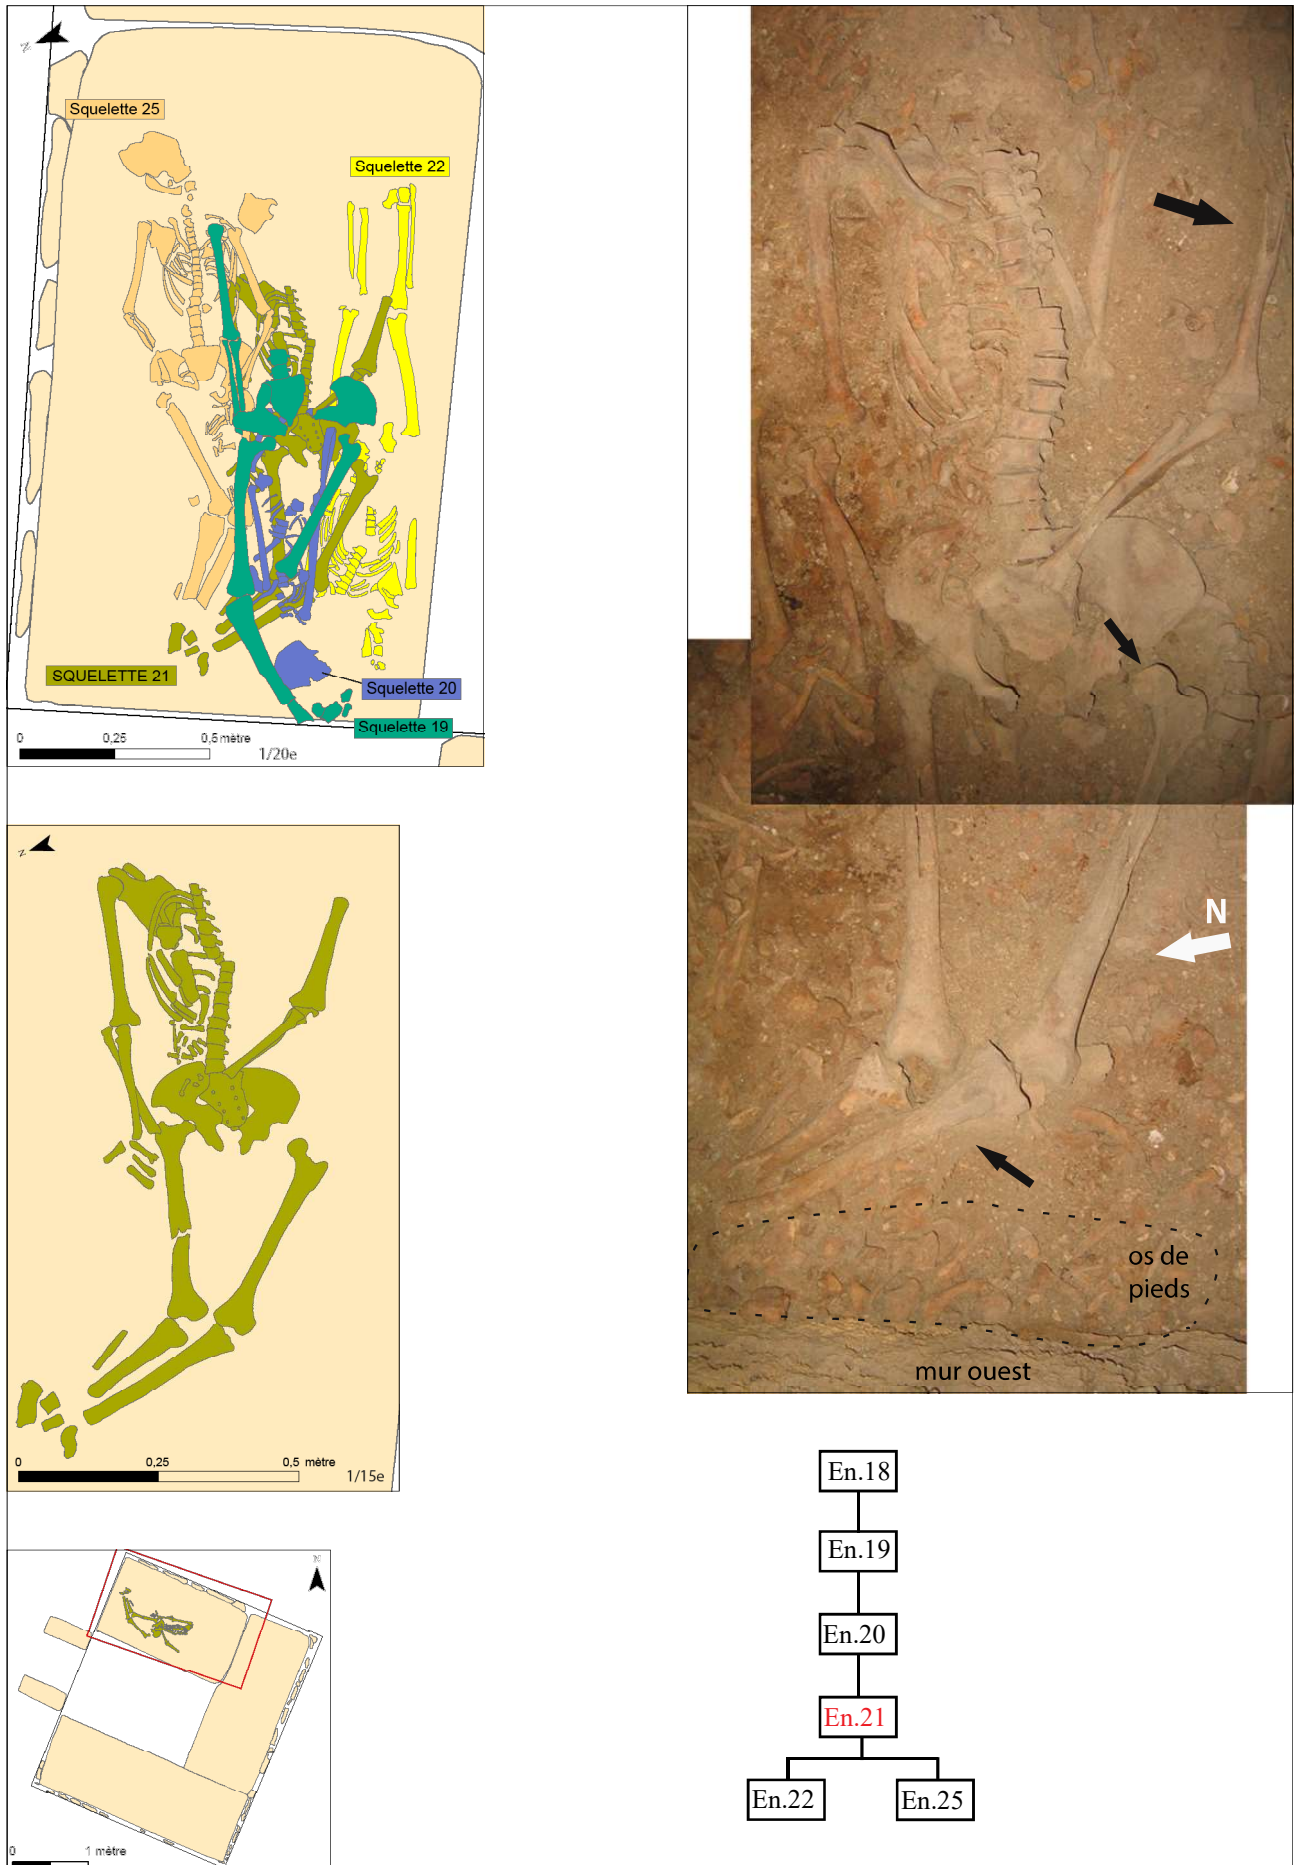 N
Squelette 25
Squelette 22
SQUELETTE 21
Squelette 20
Squelette 19
0 0,25 0,5 mètre
1/20e
N
0 0,25 0,5 mètre
1/15e
N
0 1 mètre
N
os de
pieds
mur ouest
En.18
En.19
En.20
En.21
En.22 En.25